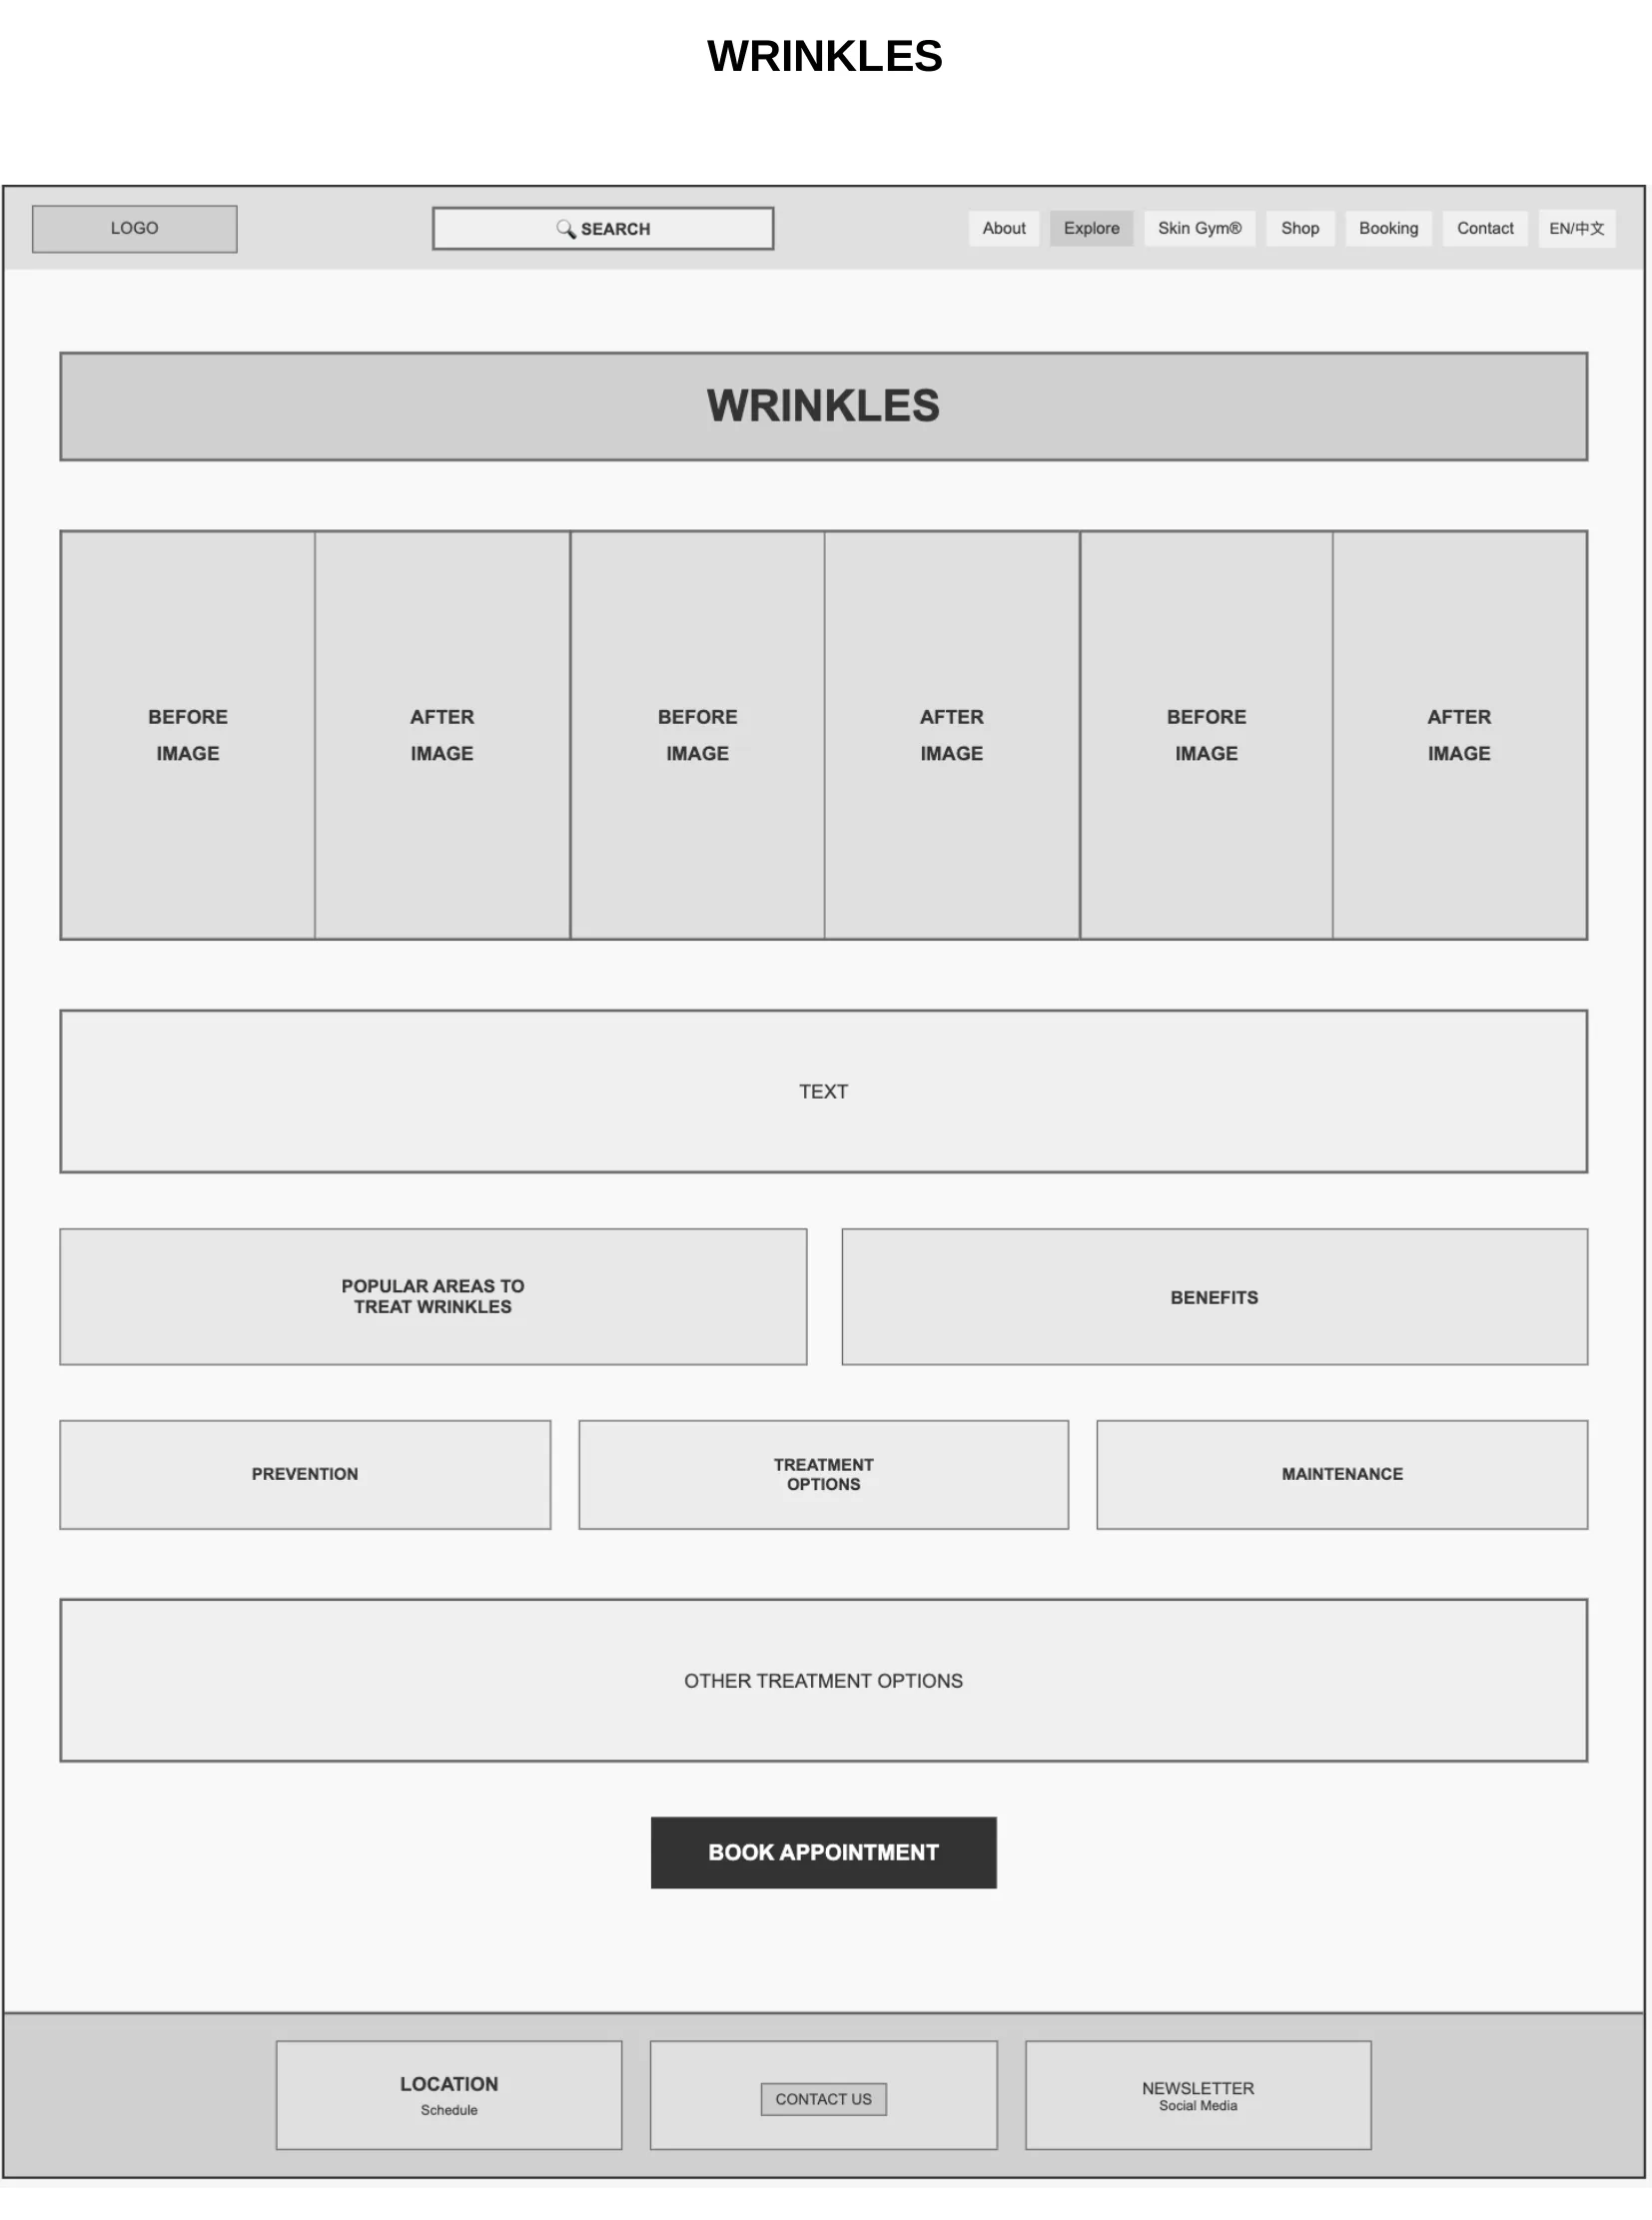 WRINKLES
LOGO
🔍 SEARCH
About
Explore
Skin Gym®
Shop
Booking
Contact
EN/中文
WRINKLES
BEFORE
IMAGE
AFTER
IMAGE
BEFORE
IMAGE
AFTER
IMAGE
BEFORE
IMAGE
AFTER
IMAGE
TEXT
POPULAR AREAS TO
TREAT WRINKLES
BENEFITS
PREVENTION
TREATMENT
OPTIONS
MAINTENANCE
OTHER TREATMENT OPTIONS
BOOK APPOINTMENT
LOCATION
Schedule
CONTACT US
NEWSLETTER
Social Media